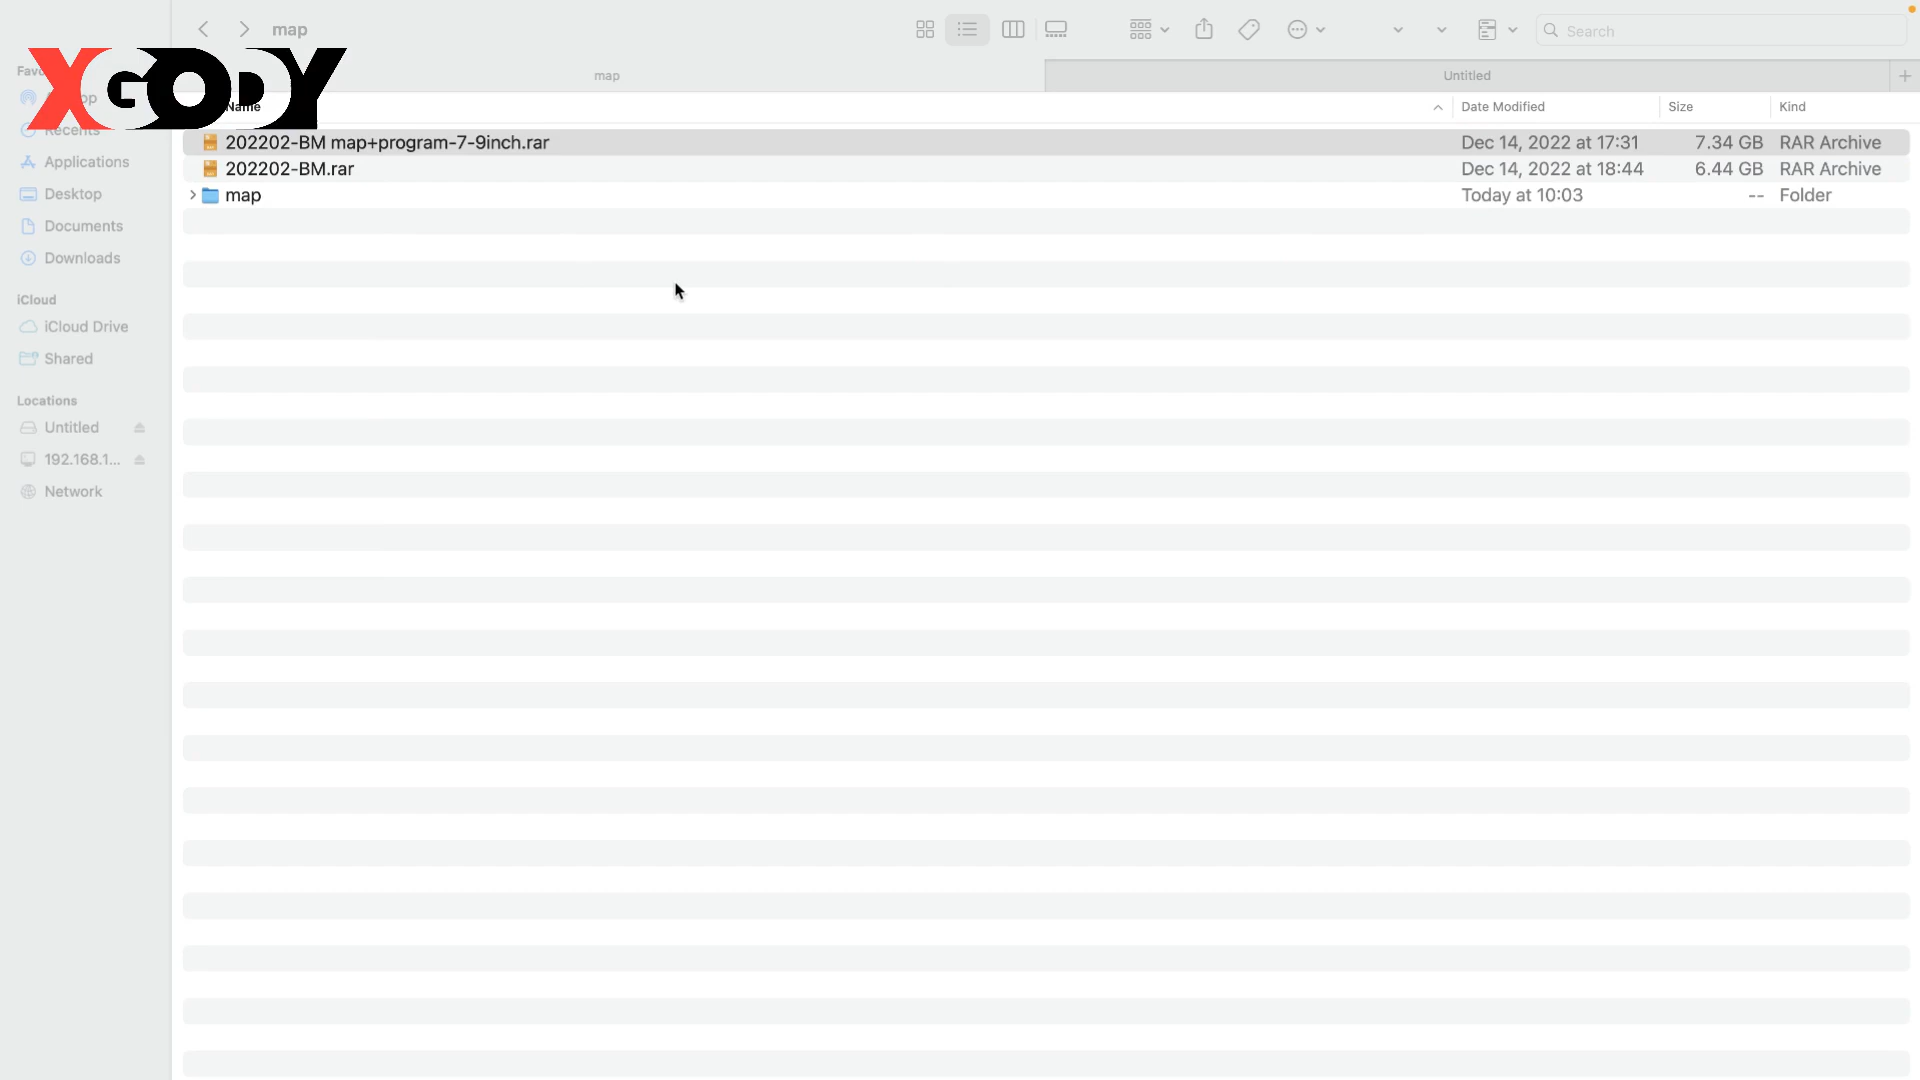 map
Search
map
Untitled
Favo
XGODY
op
Name
Date Modified
Size
Kind
Recents
202202-BM map+program-7-9inch.rar
Dec 14, 2022 at 17:31
7.34 GB
RAR Archive
202202-BM.rar
Dec 14, 2022 at 18:44
6.44 GB
RAR Archive
map
Today at 10:03
--
Folder
Applications
Desktop
Documents
Downloads
iCloud
iCloud Drive
Shared
Locations
Untitled
192.168.1...
Network